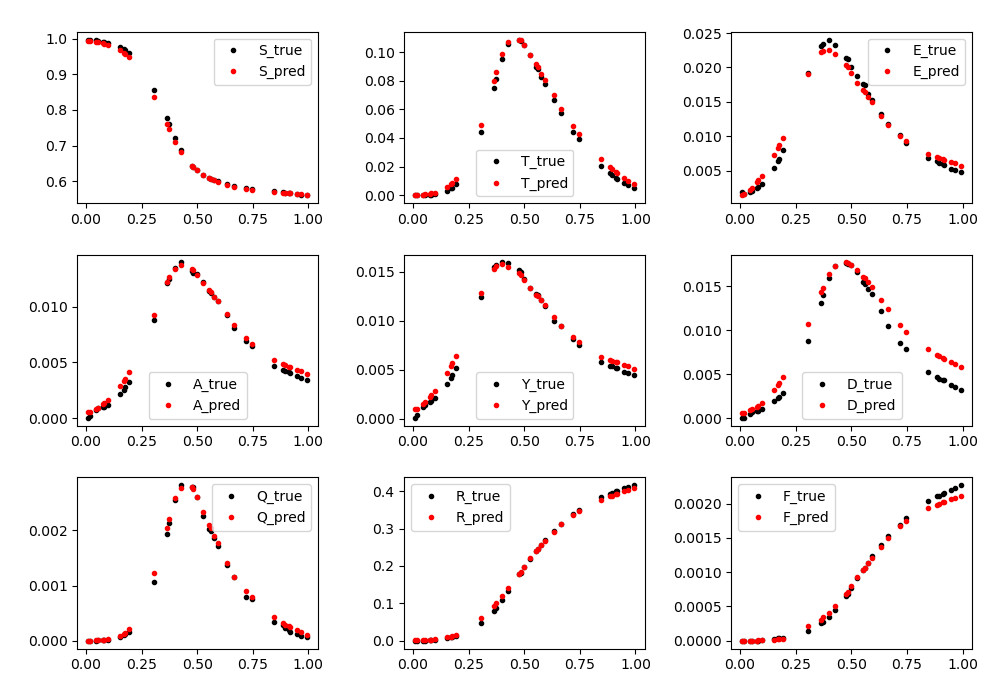 1.0
0.9
0.8
0.7
0.6
S_true
S_pred
0.00 0.25 0.50 0.75 1.00
0.10
0.08
0.06
0.04
0.02
0.00
T_true
T_pred
0.00 0.25 0.50 0.75 1.00
0.025
0.020
0.015
0.010
0.005
E_true
E_pred
0.00 0.25 0.50 0.75 1.00
0.010
0.005
0.000
A_true
A_pred
0.00 0.25 0.50 0.75 1.00
0.015
0.010
0.005
0.000
Y_true
Y_pred
0.00 0.25 0.50 0.75 1.00
0.015
0.010
0.005
0.000
D_true
D_pred
0.00 0.25 0.50 0.75 1.00
0.002
0.001
0.000
Q_true
Q_pred
0.00 0.25 0.50 0.75 1.00
0.4
0.3
0.2
0.1
0.0
R_true
R_pred
0.00 0.25 0.50 0.75 1.00
0.0020
0.0015
0.0010
0.0005
0.0000
F_true
F_pred
0.00 0.25 0.50 0.75 1.00